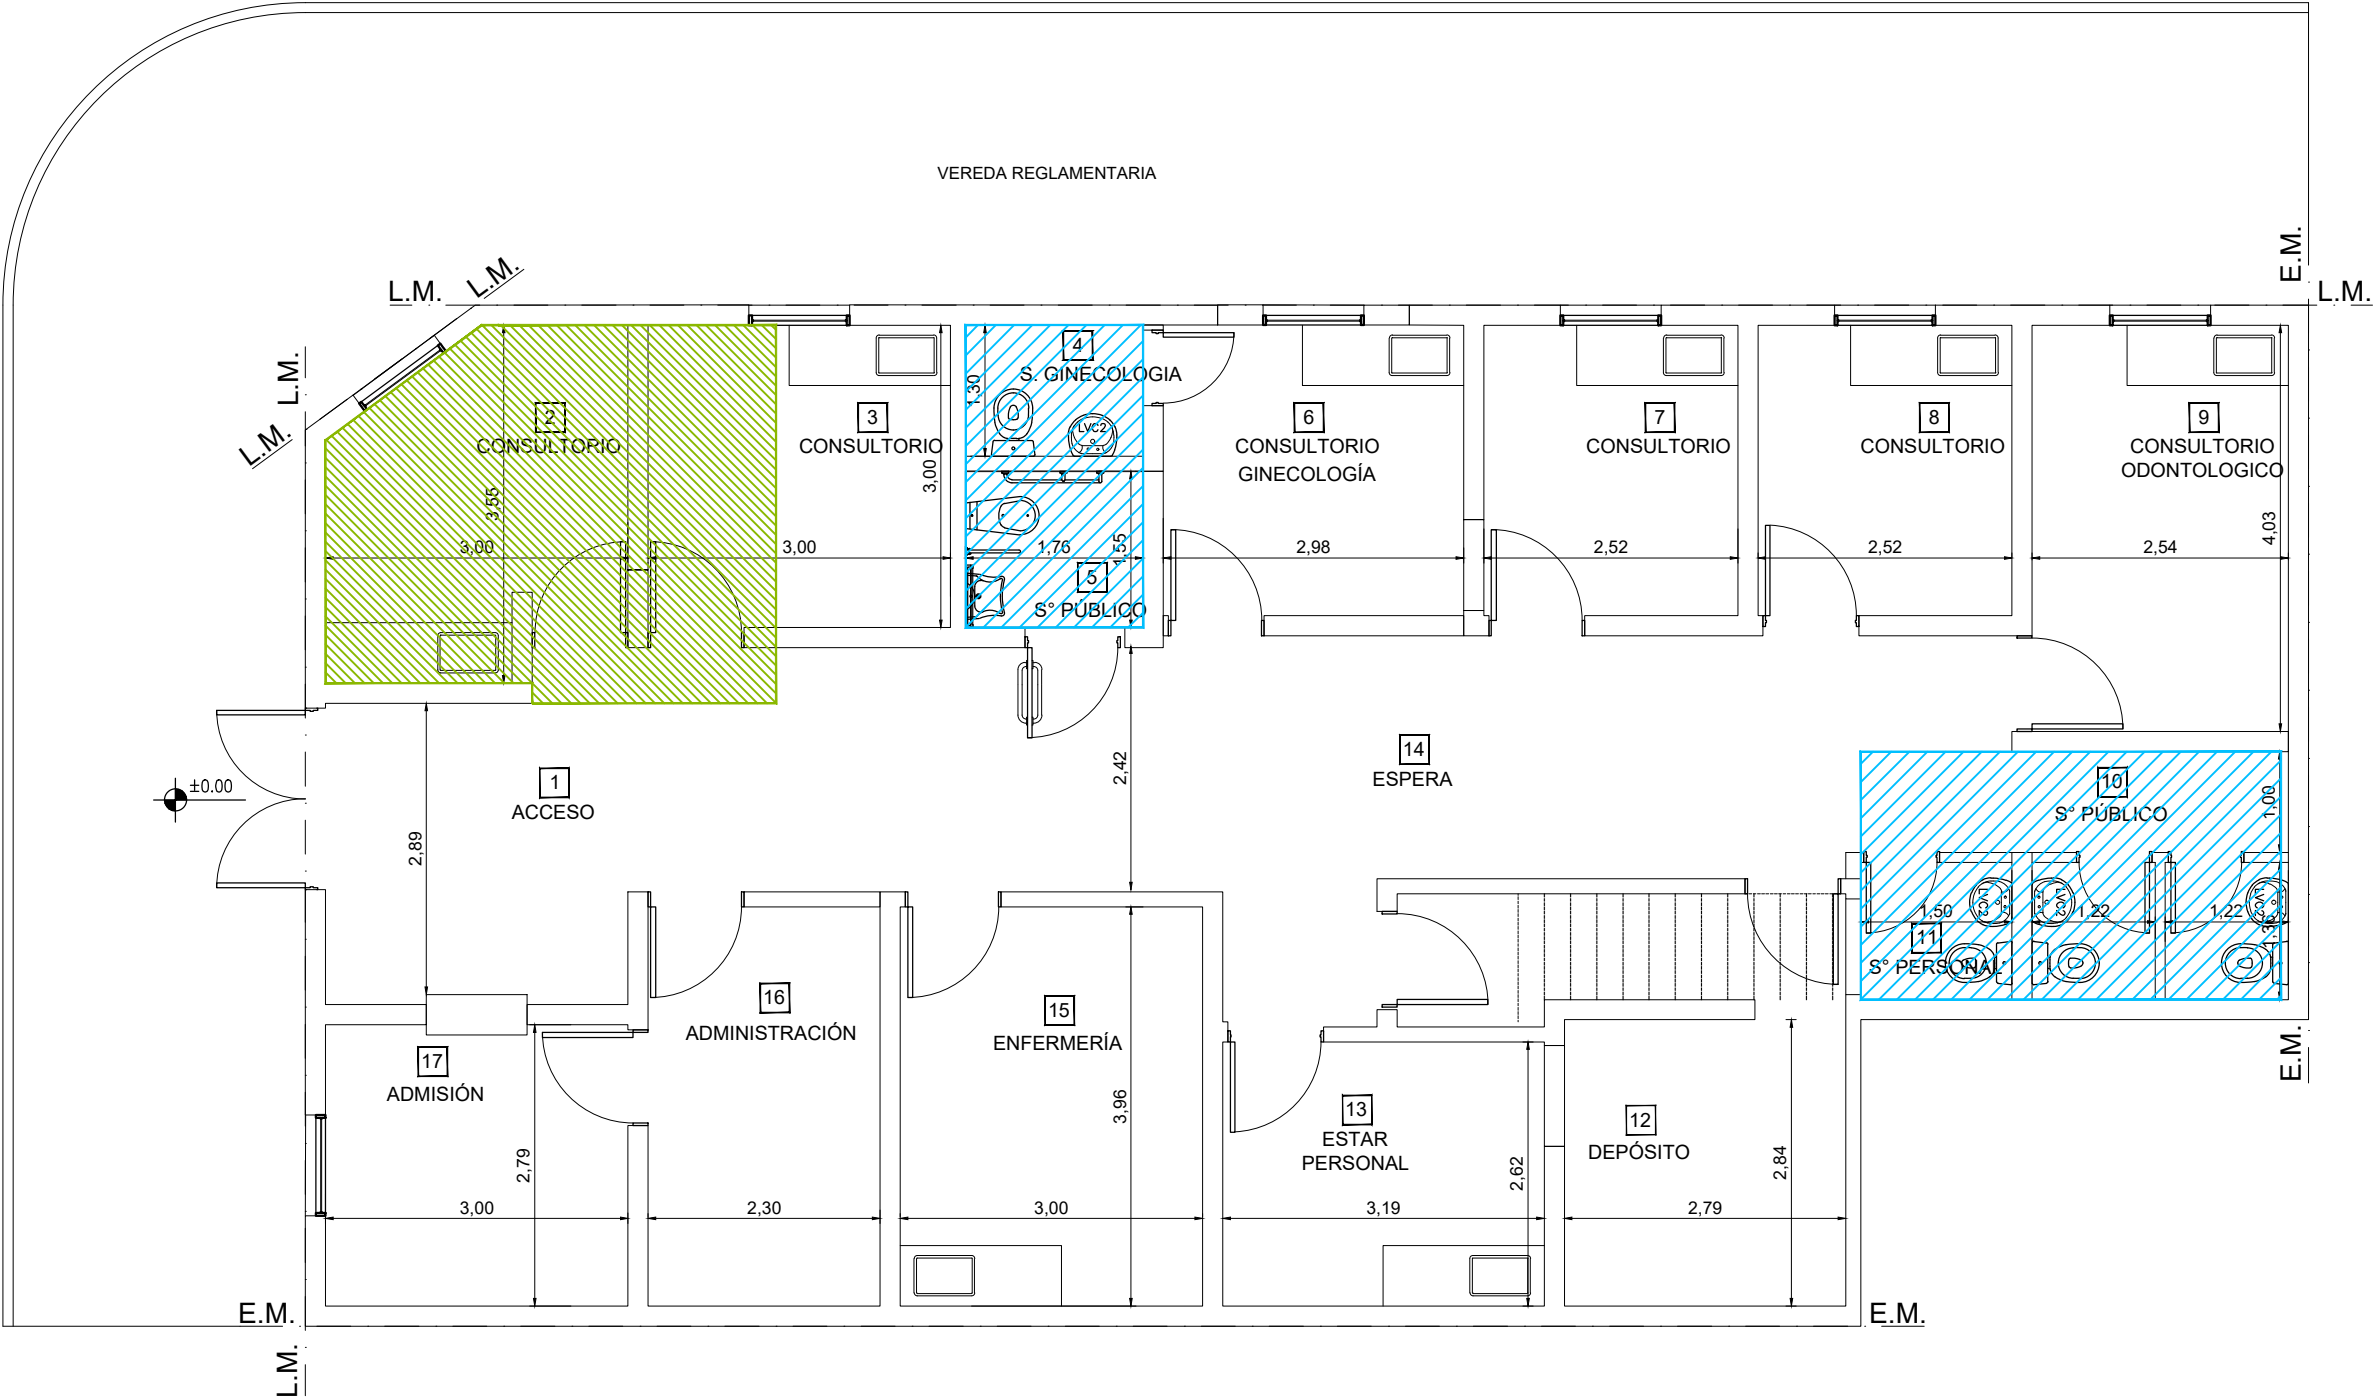 VEREDA REGLAMENTARIA
L.M.
L.M.
L.M.
L.M.
L.M.
E.M.
2
CONSULTORIO
3,55
3,00
3
CONSULTORIO
3,00
3,00
4
S. GINECOLOGIA
1,30
LVC2
1,76
1,55
5
S° PÚBLICO
6
CONSULTORIO
GINECOLOGÍA
2,98
7
CONSULTORIO
2,52
8
CONSULTORIO
2,52
9
CONSULTORIO
ODONTOLOGICO
4,03
2,54
±0.00
1
ACCESO
2,89
2,42
14
ESPERA
10
S° PÚBLICO
1,00
LVC2
LVC2
LVC2
1,50
1,22
1,22
11
S° PERSONAL
17
ADMISIÓN
2,79
3,00
16
ADMINISTRACIÓN
2,30
15
ENFERMERÍA
3,96
3,00
13
ESTAR
PERSONAL
2,62
3,19
12
DEPÓSITO
2,84
2,79
E.M.
E.M.
E.M.
L.M.